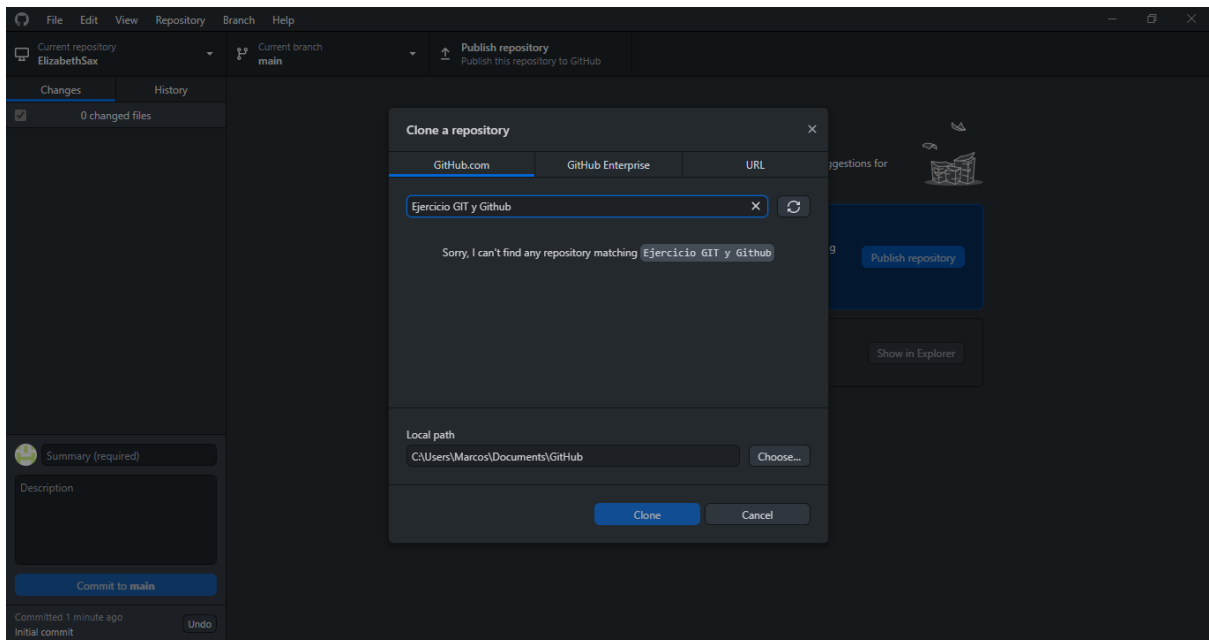 File Edit View Repository Branch Help
Current repository
ElizabethSax
Current branch
main
Publish repository
Publish this repository to GitHub
Changes History
0 changed files
Clone a repository
GitHub.com GitHub Enterprise URL
ggestions for
Ejercicio GIT y Github
Sorry, I can't find any repository matching Ejercicio GIT y Github
g
Publish repository
Show in Explorer
Local path
C:\Users\Marcos\Documents\GitHub
Choose...
Clone Cancel
Summary (required)
Description
Commit to main
Committed 1 minute ago
Initial commit
Undo